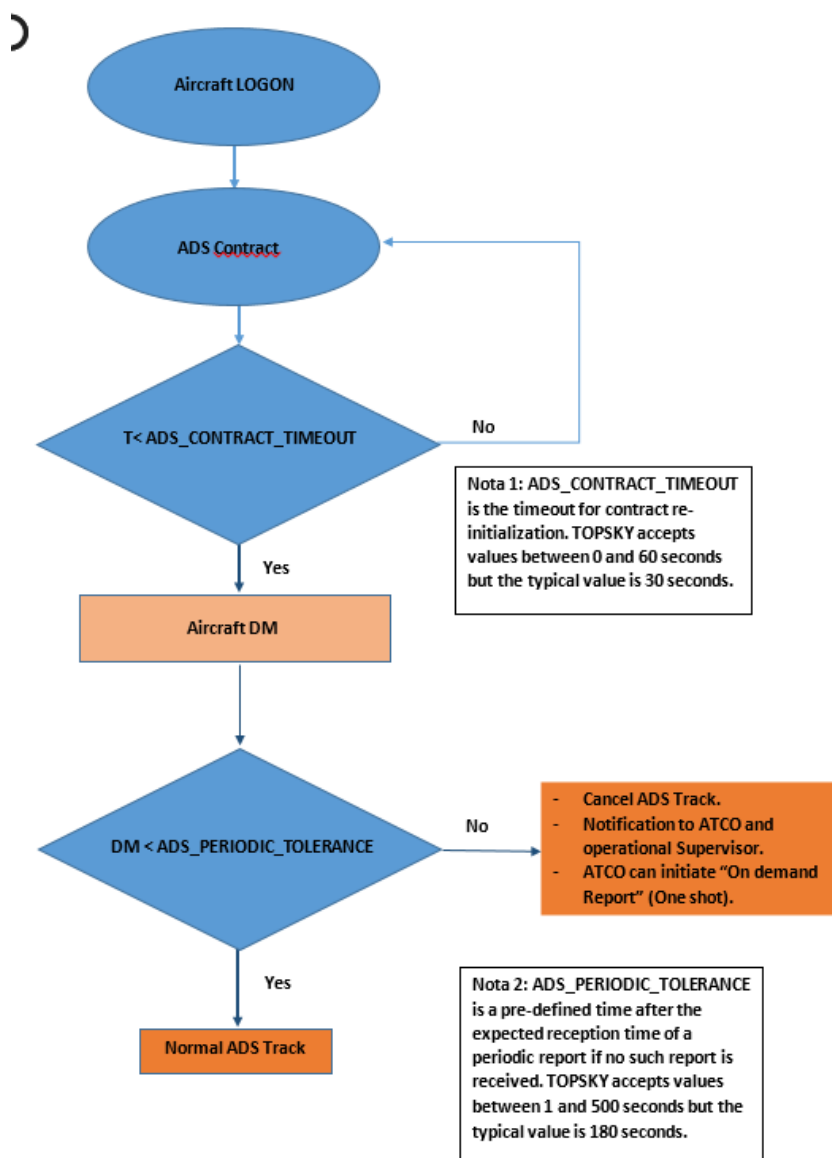 Aircraft LOGON
ADS Contract
T< ADS_CONTRACT_TIMEOUT
No
Nota 1: ADS_CONTRACT_TIMEOUT
is the timeout for contract re-
initialization. TOPSKY accepts
values between 0 and 60 seconds
but the typical value is 30 seconds.
Yes
Aircraft DM
DM < ADS_PERIODIC_TOLERANCE
No
- Cancel ADS Track.
- Notification to ATCO and
operational Supervisor.
- ATCO can initiate “On demand
Report” (One shot).
Yes
Normal ADS Track
Nota 2: ADS_PERIODIC_TOLERANCE
is a pre-defined time after the
expected reception time of a
periodic report if no such report is
received. TOPSKY accepts values
between 1 and 500 seconds but the
typical value is 180 seconds.